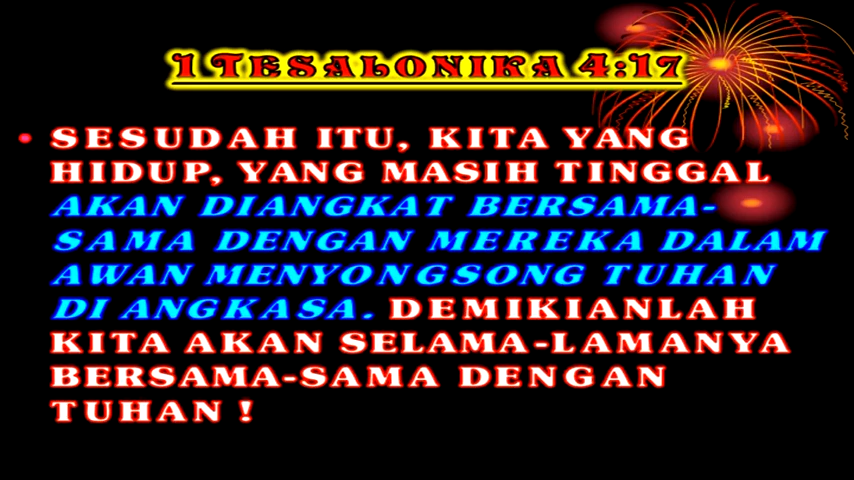 1 TESALONIKA 4:17
• SESUDAH ITU, KITA YANG
HIDUP, YANG MASIH TINGGAL
AKAN DIANGKAT BERSAMA-
SAMA DENGAN MEREKA DALAM
AWAN MENYONGSONG TUHAN
DI ANGKASA. DEMIKIANLAH
KITA AKAN SELAMA-LAMANYA
BERSAMA-SAMA DENGAN
TUHAN !